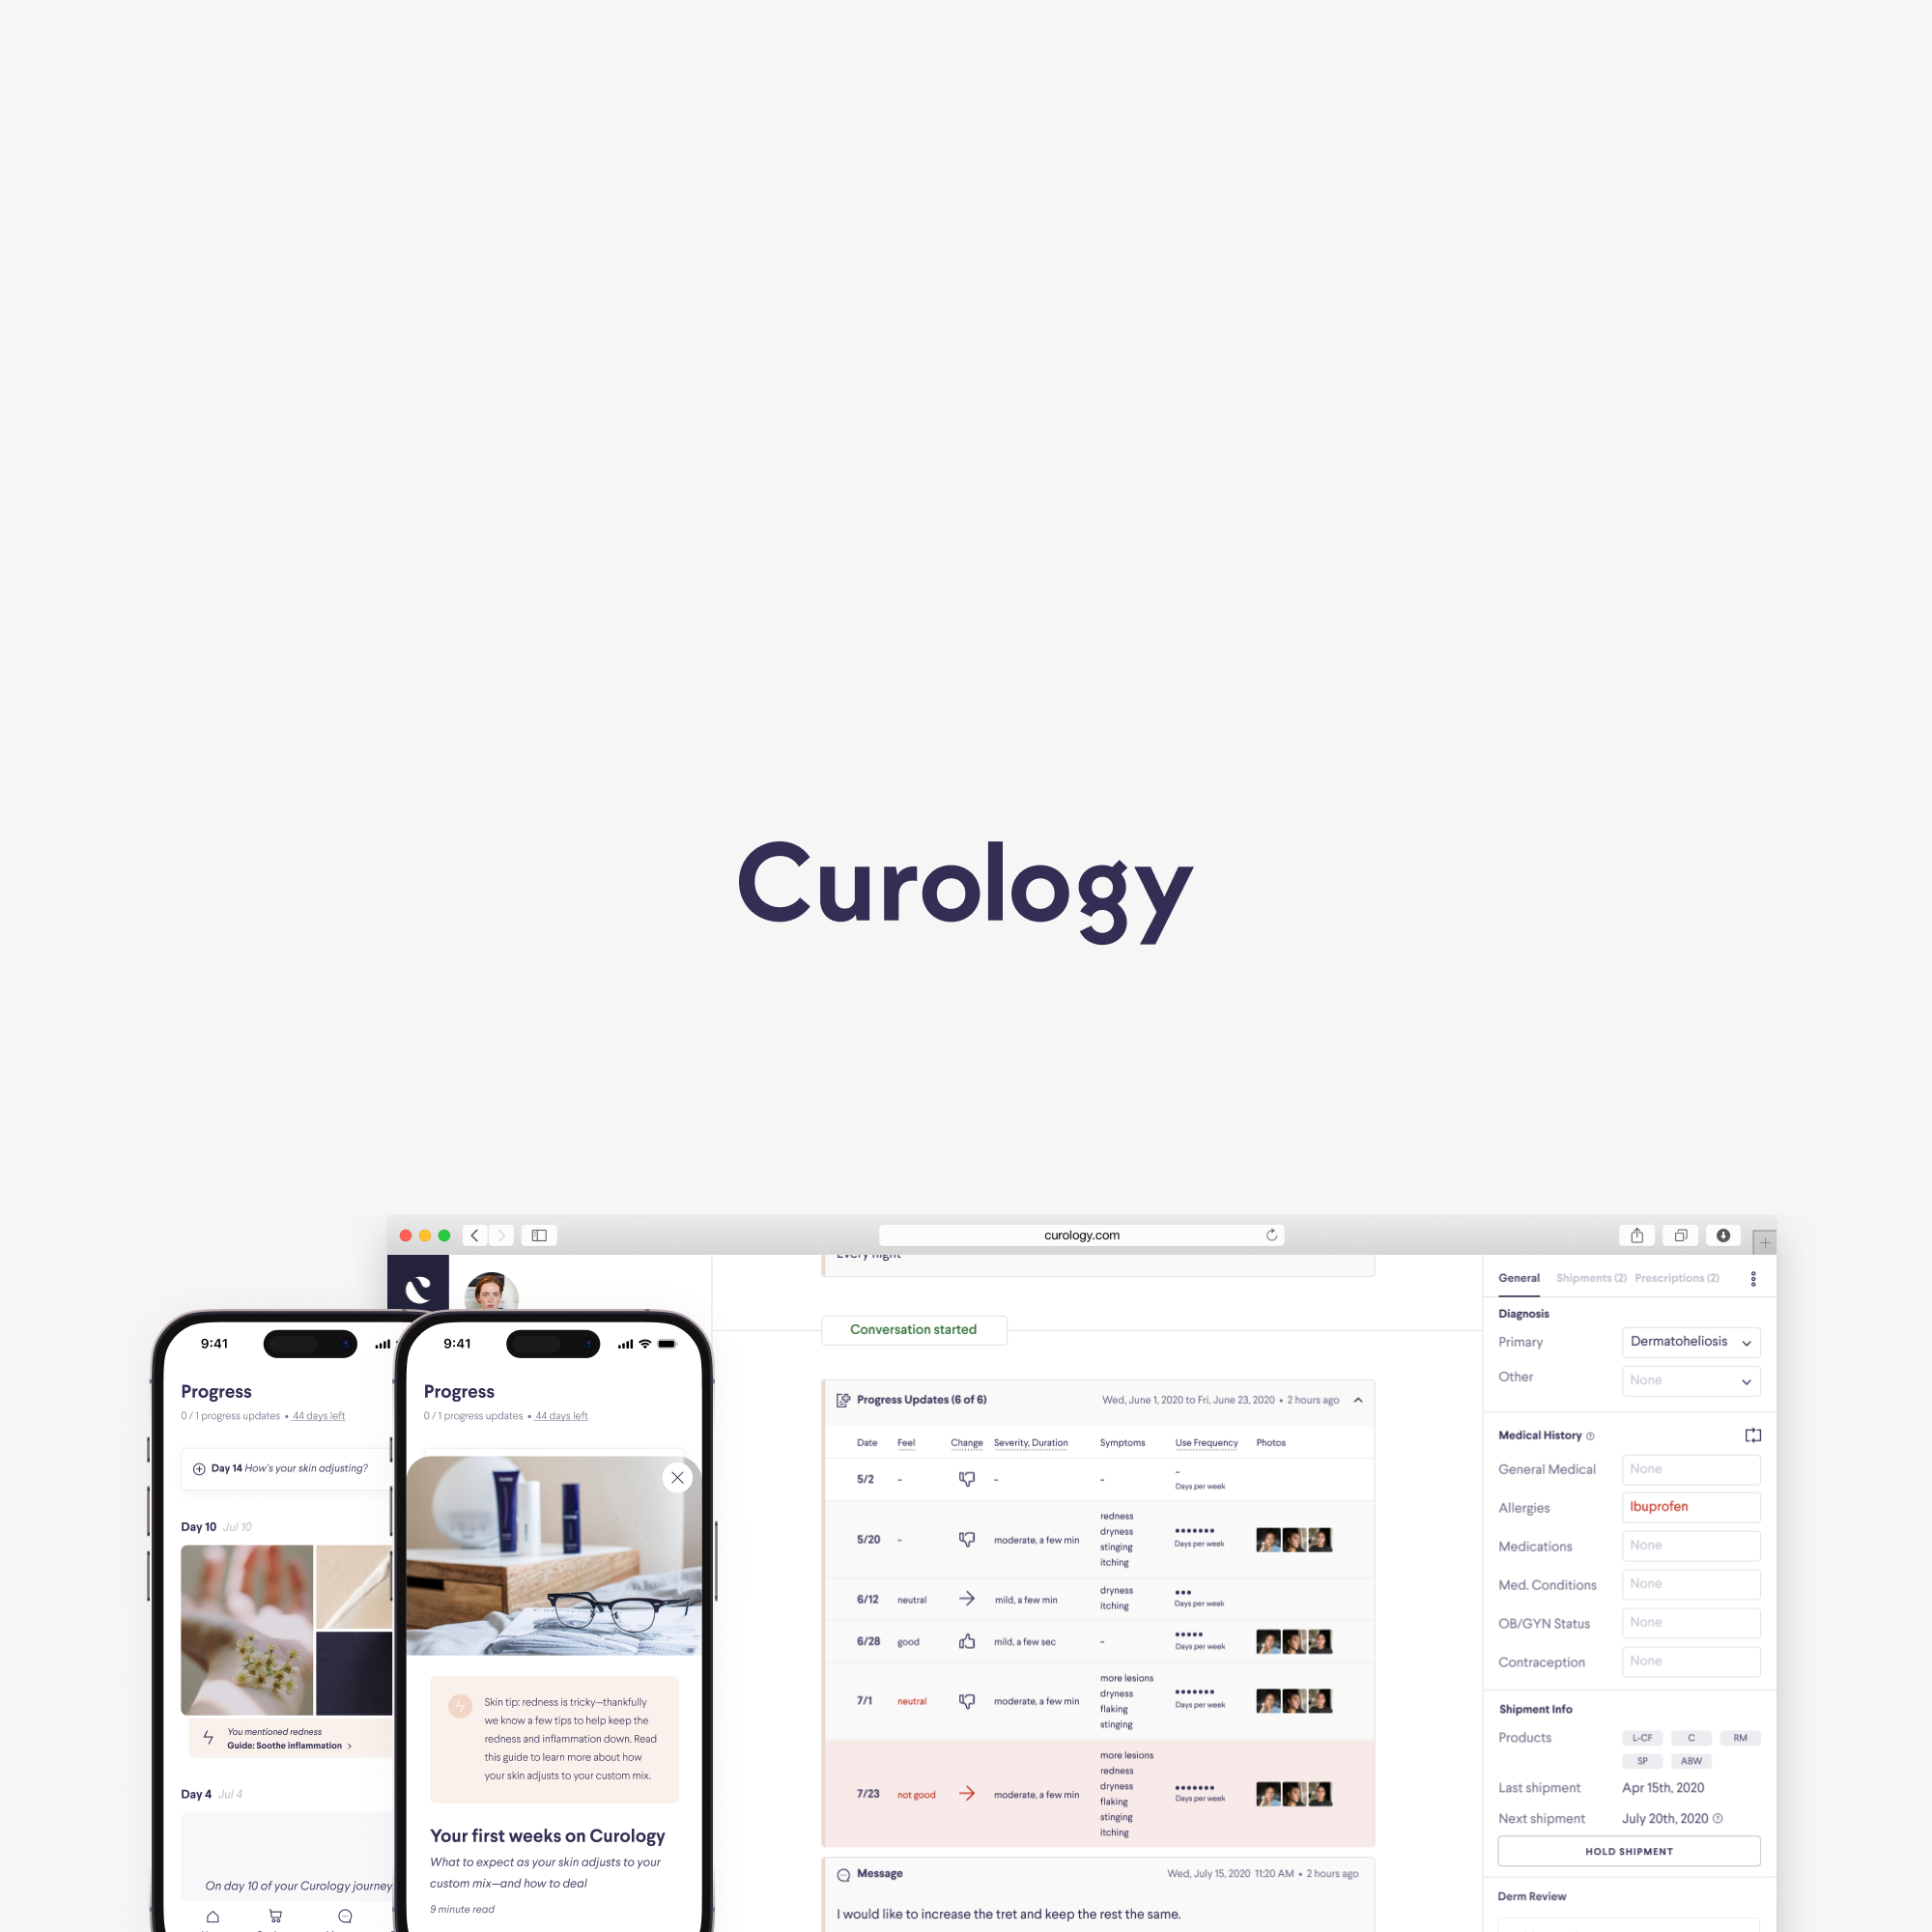 Curology
curology.com
Every night
Conversation started
Progress Updates (6 of 6)
Wed, June 1, 2020 to Fri, June 23, 2020 • 2 hours ago
Date Feel Change Severity, Duration Symptoms Use Frequency Photos
5/2 - - - -
Days per week
5/20 - moderate, a few min
redness
dryness
stinging
itching
Days per week
6/12 neutral mild, a few min
dryness
itching
Days per week
6/28 good mild, a few sec -
Days per week
7/1 neutral moderate, a few min
more lesions
dryness
flaking
stinging
Days per week
7/23 not good moderate, a few min
more lesions
redness
dryness
flaking
stinging
itching
Days per week
Message
Wed, July 15, 2020 11:20 AM • 2 hours ago
I would like to increase the tret and keep the rest the same.
General Shipments (2) Prescriptions (2)
Diagnosis
Primary Dermatoheliosis
Other None
Medical History
General Medical None
Allergies Ibuprofen
Medications None
Med. Conditions None
OB/GYN Status None
Contraception None
Shipment Info
Products L-CF C RM
SP ABW
Last shipment Apr 15th, 2020
Next shipment July 20th, 2020
HOLD SHIPMENT
Derm Review
9:41
Progress
0 / 1 progress updates • 44 days left
Day 14 How's your skin adjusting?
Day 10 Jul 10
You mentioned redness
Guide: Soothe inflammation >
Day 4 Jul 4
On day 10 of your Curology journey
9:41
Progress
0 / 1 progress updates • 44 days left
Skin tip: redness is tricky—thankfully
we know a few tips to help keep the
redness and inflammation down. Read
this guide to learn more about how
your skin adjusts to your custom mix.
Your first weeks on Curology
What to expect as your skin adjusts to your
custom mix—and how to deal
9 minute read